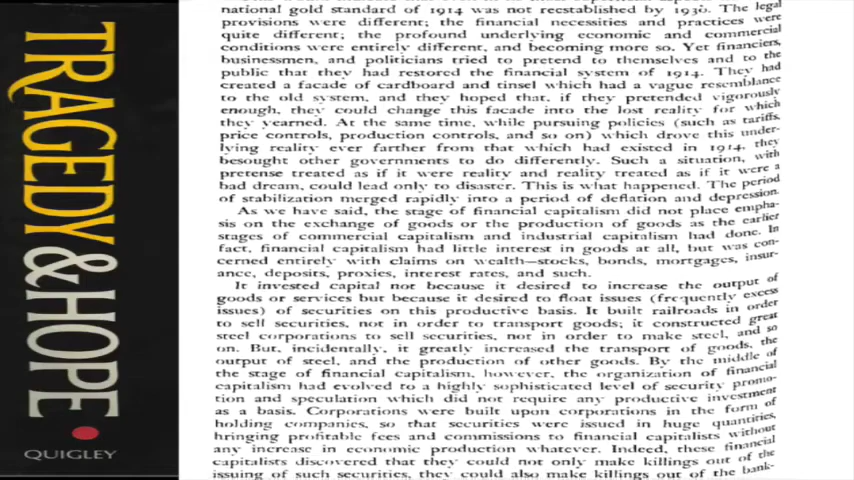 TRAGEDY & HOPE
QUIGLEY
national gold standard of 1914 was not reestablished by 1930. The legal
provisions were different; the financial necessities and practices were
quite different; the profound underlying economic and commercial
conditions were entirely different, and becoming more so. Yet financiers,
businessmen, and politicians tried to pretend to themselves and to the
public that they had restored the financial system of 1914. They had
created a facade of cardboard and tinsel which had a vague resemblance
to the old system, and they hoped that, if they pretended vigorously
enough, they could change this facade into the lost reality for which
they yearned. At the same time, while pursuing policies (such as tariffs,
price controls, production controls, and so on) which drove this under-
lying reality ever farther from that which had existed in 1914, they
besought other governments to do differently. Such a situation, with
pretense treated as if it were reality and reality treated as if it were a
bad dream, could lead only to disaster. This is what happened. The period
of stabilization merged rapidly into a period of deflation and depression.
As we have said, the stage of financial capitalism did not place empha-
sis on the exchange of goods or the production of goods as the earlier
stages of commercial capitalism and industrial capitalism had done. In
fact, financial capitalism had little interest in goods at all, but was con-
cerned entirely with claims on wealth—stocks, bonds, mortgages, insur-
ance, deposits, proxies, interest rates, and such.
It invested capital not because it desired to increase the output of
goods or services but because it desired to float issues (frequently excess
issues) of securities on this productive basis. It built railroads in order
to sell securities, not in order to transport goods; it constructed great
steel corporations to sell securities, not in order to make steel, and so
on. But, incidentally, it greatly increased the transport of goods, the
output of steel, and the production of other goods. By the middle of
the stage of financial capitalism, however, the organization of financial
capitalism had evolved to a highly sophisticated level of security promo-
tion and speculation which did not require any productive investment
as a basis. Corporations were built upon corporations in the form of
holding companies, so that securities were issued in huge quantities,
bringing profitable fees and commissions to financial capitalists without
any increase in economic production whatever. Indeed, these financial
capitalists discovered that they could not only make killings out of the
issuing of such securities, they could also make killings out of the bank-